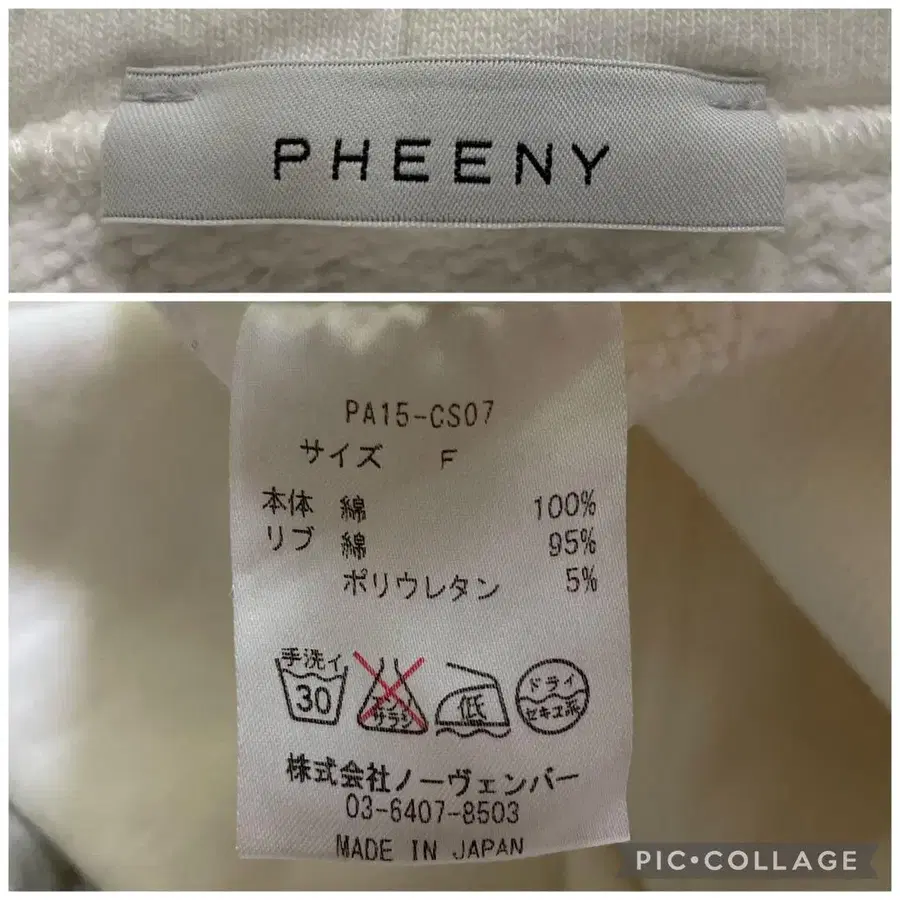 PHEENY
PA15-CS07
サイズ F
本体 綿 100%
リブ 綿 95%
ポリウレタン 5%
手洗イ
30
エンソ
サラシ
低
ドライ
セキユ系
株式会社ノーヴェンバー
03-6407-8503
MADE IN JAPAN
PIC•COLLAGE